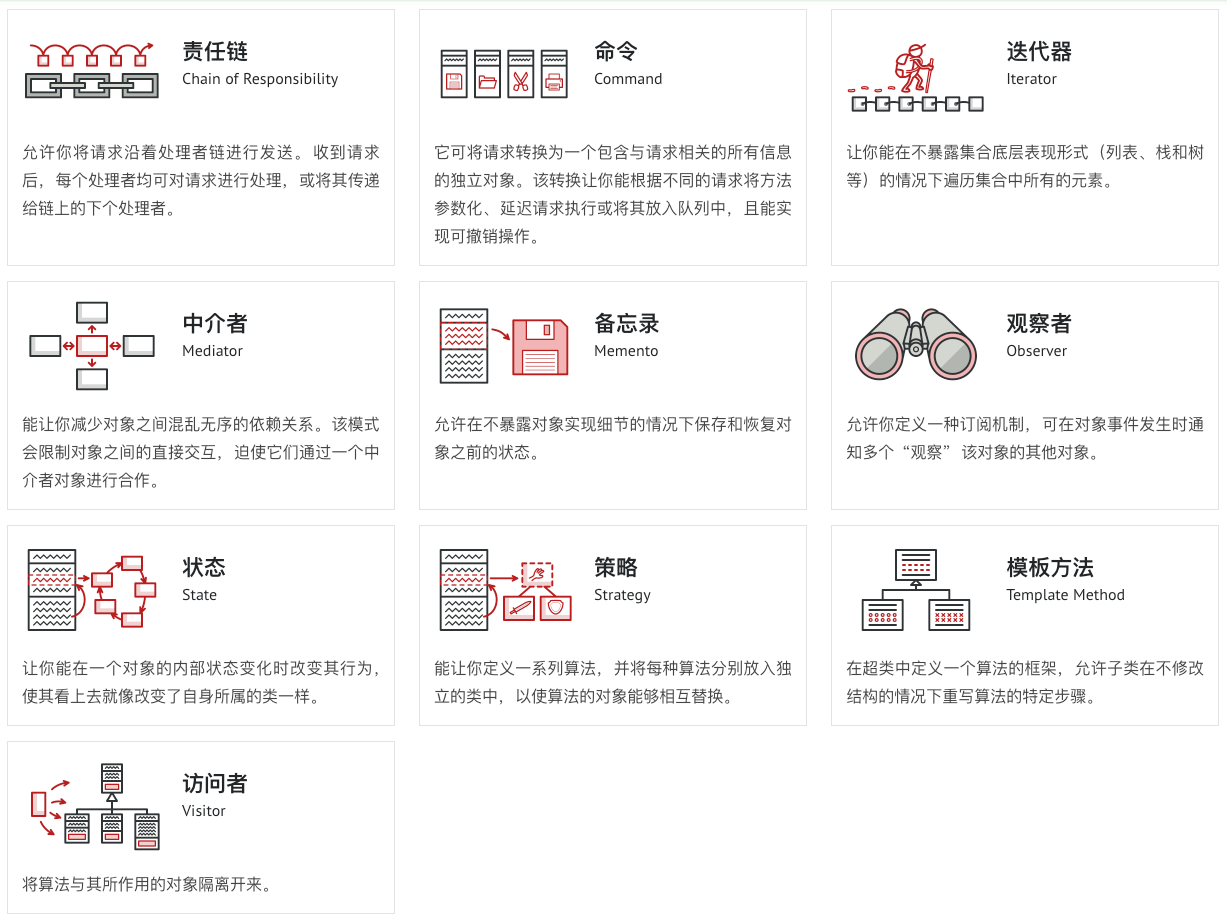 责任链
Chain of Responsibility
允许你将请求沿着处理者链进行发送。收到请求
后，每个处理者均可对请求进行处理，或将其传递
给链上的下个处理者。
命令
Command
它可将请求转换为一个包含与请求相关的所有信息
的独立对象。该转换让你能根据不同的请求将方法
参数化、延迟请求执行或将其放入队列中，且能实
现可撤销操作。
迭代器
Iterator
让你能在不暴露集合底层表现形式（列表、栈和树
等）的情况下遍历集合中所有的元素。
中介者
Mediator
能让你减少对象之间混乱无序的依赖关系。该模式
会限制对象之间的直接交互，迫使它们通过一个中
介者对象进行合作。
备忘录
Memento
允许在不暴露对象实现细节的情况下保存和恢复对
象之前的状态。
观察者
Observer
允许你定义一种订阅机制，可在对象事件发生时通
知多个“观察”该对象的其他对象。
状态
State
让你能在一个对象的内部状态变化时改变其行为，
使其看上去就像改变了自身所属的类一样。
策略
Strategy
能让你定义一系列算法，并将每种算法分别放入独
立的类中，以使算法的对象能够相互替换。
模板方法
Template Method
在超类中定义一个算法的框架，允许子类在不修改
结构的情况下重写算法的特定步骤。
访问者
Visitor
将算法与其所作用的对象隔离开来。